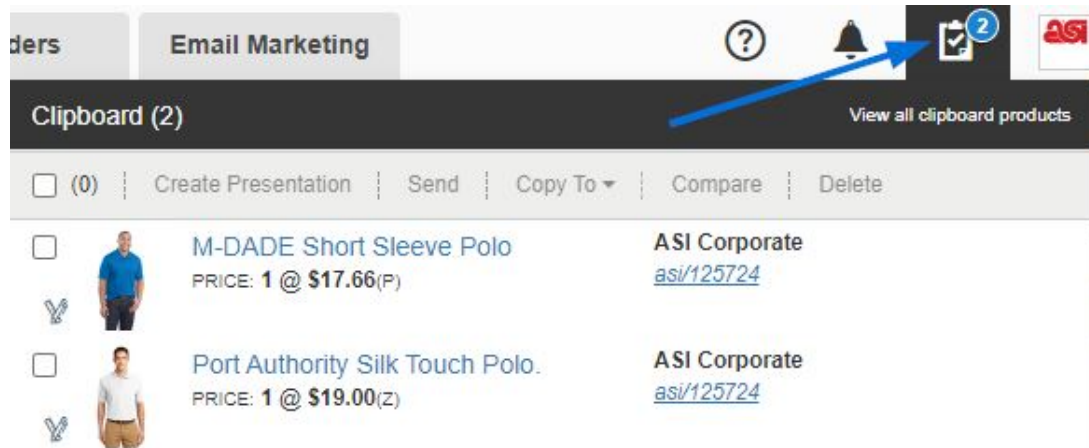 ders
Email Marketing
?
2
asi
Clipboard (2)
View all clipboard products
(0)
Create Presentation
Send
Copy To
Compare
Delete
M-DADE Short Sleeve Polo
ASI Corporate
PRICE: 1 @ $17.66(P)
asi/125724
Port Authority Silk Touch Polo.
ASI Corporate
PRICE: 1 @ $19.00(Z)
asi/125724